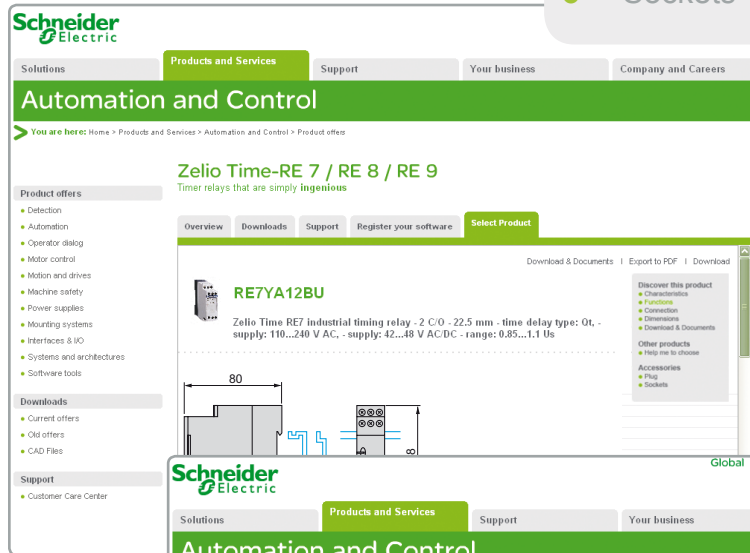 Sockets
Schneider
Electric
Solutions
Products and Services
Support
Your business
Company and Careers
Automation and Control
You are here: Home > Products and Services > Automation and Control > Product offers
Zelio Time-RE 7 / RE 8 / RE 9
Timer relays that are simply ingenious
Product offers
Detection
Automation
Operator dialog
Motor control
Motion and drives
Machine safety
Power supplies
Mounting systems
Interfaces & I/O
Systems and architectures
Software tools
Downloads
Current offers
Old offers
CAD Files
Support
Customer Care Center
Overview
Downloads
Support
Register your software
Select Product
Download & Documents | Export to PDF | Download
RE7YA12BU
Zelio Time RE7 industrial timing relay - 2 C/O - 22.5 mm - time delay type: Qt, -
supply: 110...240 V AC, - supply: 42...48 V AC/DC - range: 0.85...1.1 Us
Discover this product
Characteristics
Functions
Connection
Dimensions
Download & Documents
Other products
Help me to choose
Accessories
Plug
Sockets
80
Global
Schneider
Electric
Solutions
Products and Services
Support
Your business
Automation and Control